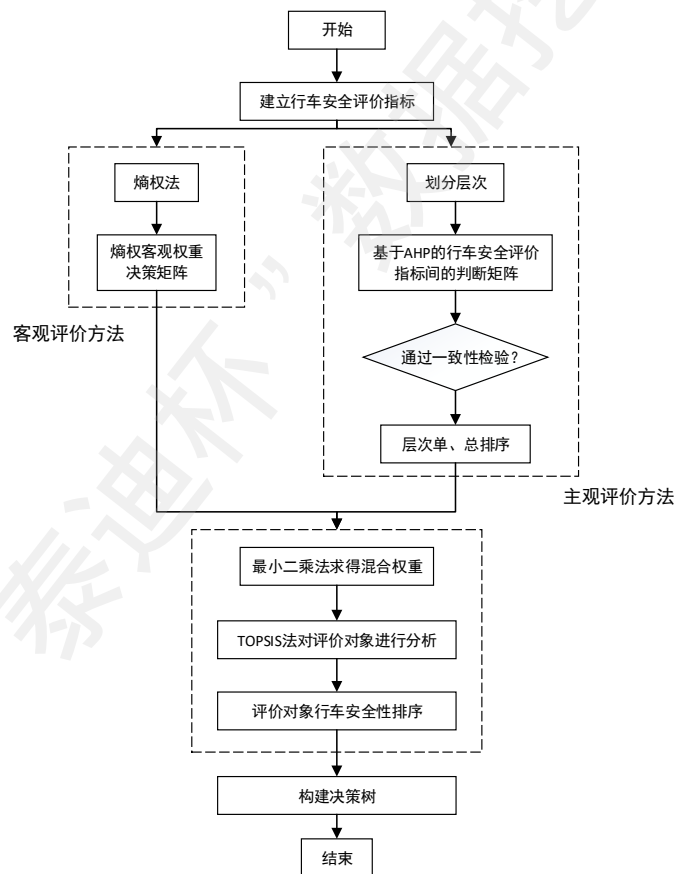 开始
建立行车安全评价指标
熵权法
熵权客观权重
决策矩阵
客观评价方法
划分层次
基于AHP的行车安全评价
指标间的判断矩阵
通过一致性检验?
层次单、总排序
主观评价方法
最小二乘法求得混合权重
TOPSIS法对评价对象进行分析
评价对象行车安全性排序
构建决策树
结束
泰迪杯”数据挖